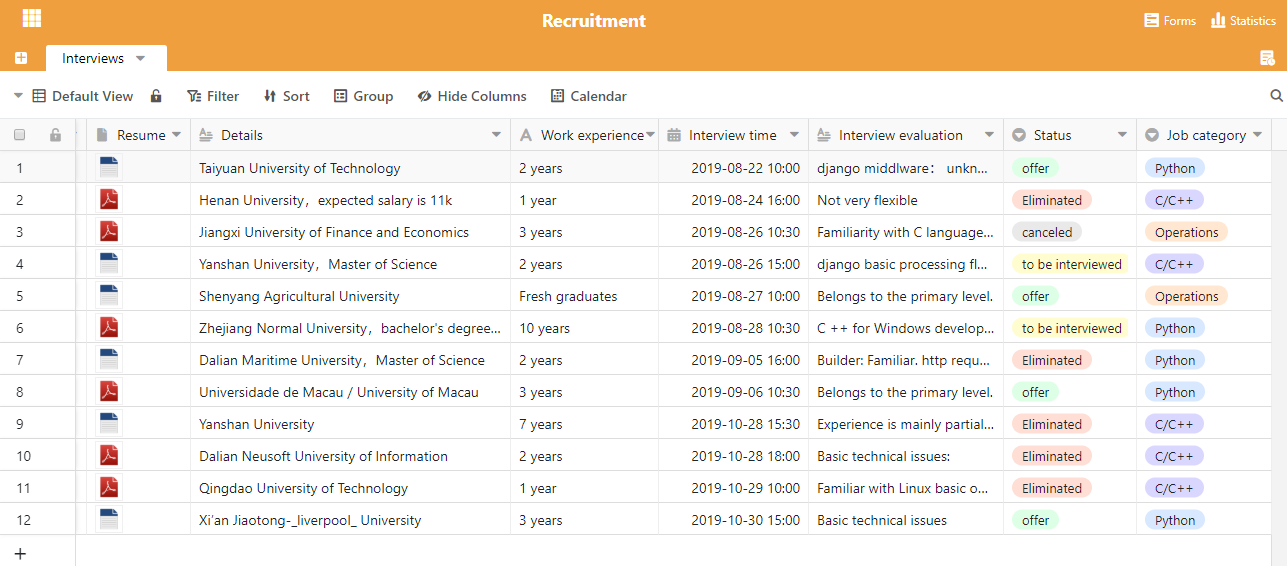 Recruitment
Forms Statistics
Interviews
Default View Filter Sort Group Hide Columns Calendar
Resume Details Work experience Interview time Interview evaluation Status Job category
1 Taiyuan University of Technology 2 years 2019-08-22 10:00 django middlware： unkn... offer Python
2 Henan University，expected salary is 11k 1 year 2019-08-24 16:00 Not very flexible Eliminated C/C++
3 Jiangxi University of Finance and Economics 3 years 2019-08-26 10:30 Familiarity with C language... canceled Operations
4 Yanshan University，Master of Science 2 years 2019-08-26 15:00 django basic processing fl... to be interviewed C/C++
5 Shenyang Agricultural University Fresh graduates 2019-08-27 10:00 Belongs to the primary level. offer Operations
6 Zhejiang Normal University，bachelor's degree... 10 years 2019-08-28 10:30 C ++ for Windows develop... to be interviewed Python
7 Dalian Maritime University，Master of Science 2 years 2019-09-05 16:00 Builder: Familiar. http requ... Eliminated Python
8 Universidade de Macau / University of Macau 3 years 2019-09-06 10:30 Belongs to the primary level. offer Python
9 Yanshan University 7 years 2019-10-28 15:30 Experience is mainly partial... Eliminated C/C++
10 Dalian Neusoft University of Information 2 years 2019-10-28 18:00 Basic technical issues: Eliminated C/C++
11 Qingdao University of Technology 1 year 2019-10-29 10:00 Familiar with Linux basic o... Eliminated C/C++
12 Xi’an Jiaotong-_liverpool_ University 3 years 2019-10-30 15:00 Basic technical issues offer Python